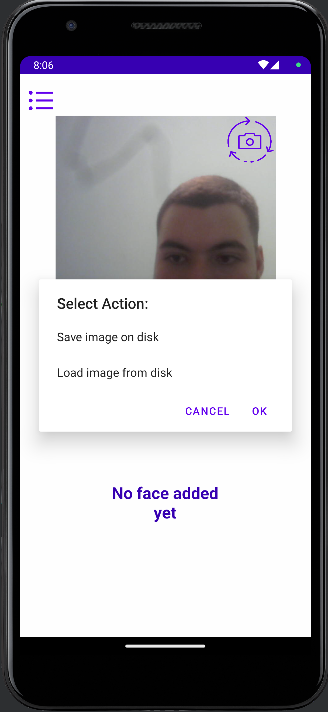 8:06
Select Action:
Save image on disk
Load image from disk
CANCEL OK
No face added
yet